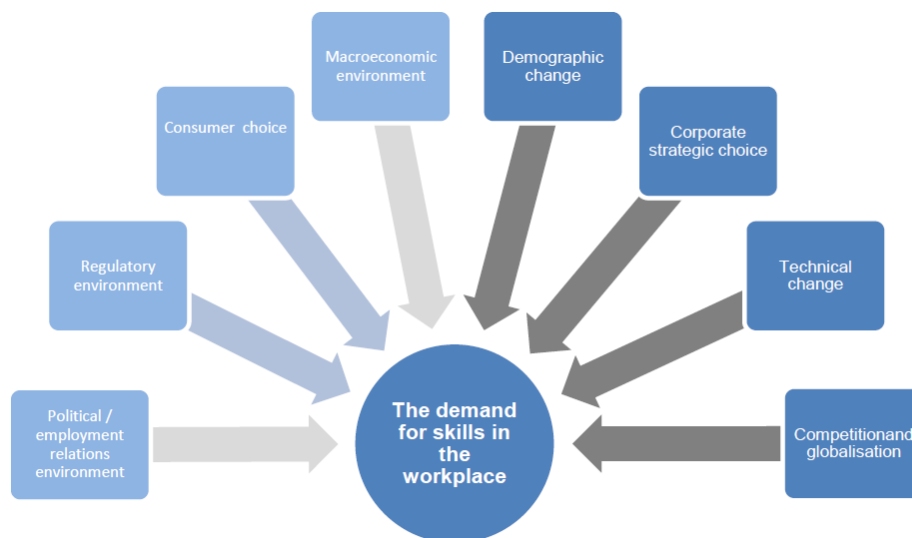 Macroeconomic
environment
Demographic
change
Consumer choice
Corporate
strategic choice
Regulatory
environment
Technical
change
Political /
employment
relations
environment
The demand
for skills in
the
workplace
Competitionand
globalisation